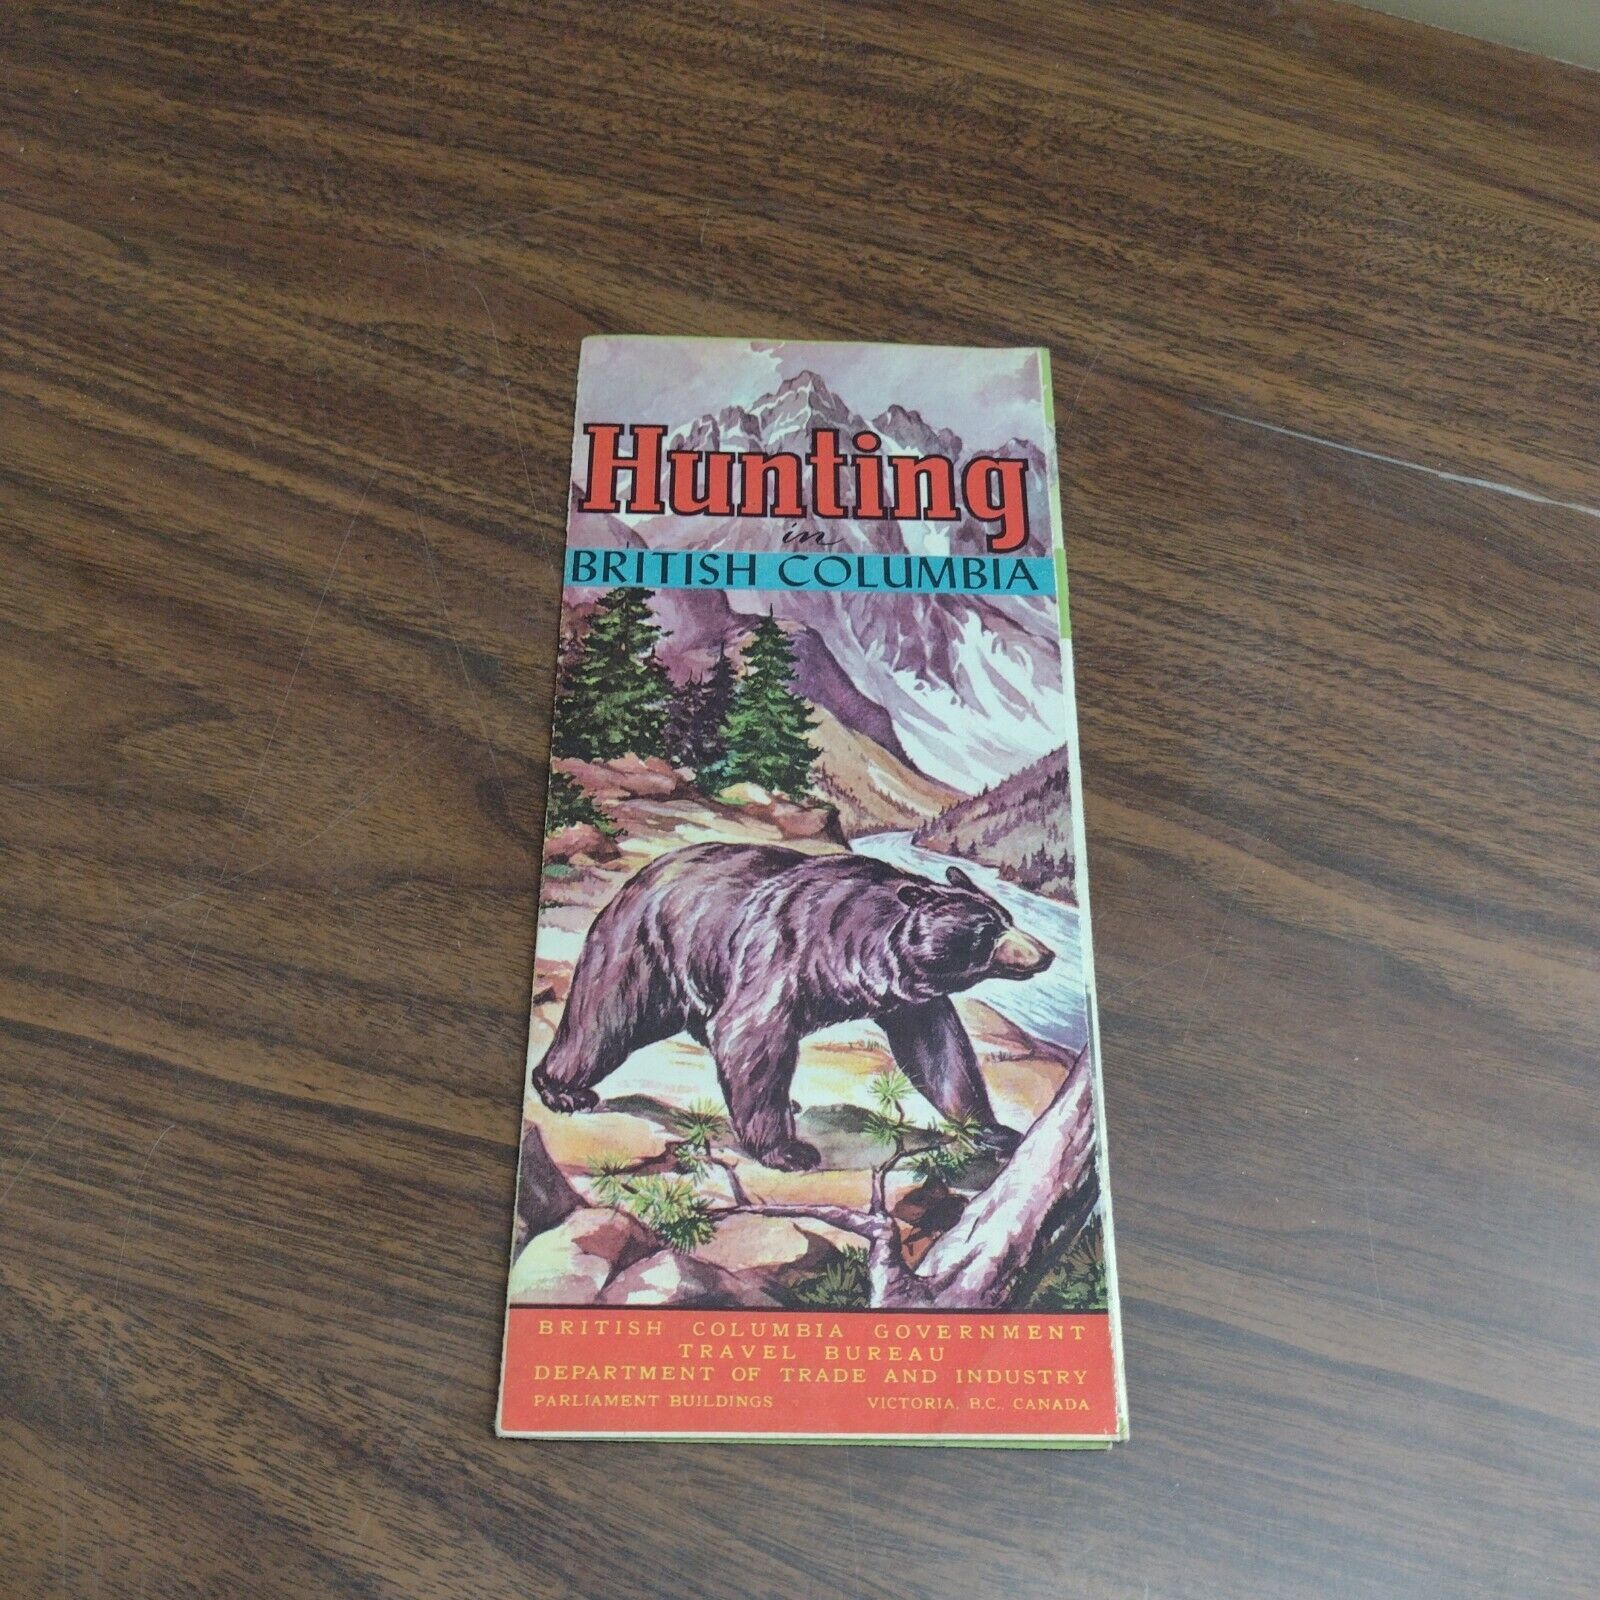 Hunting
in
BRITISH COLUMBIA
BRITISH COLUMBIA GOVERNMENT
TRAVEL BUREAU
DEPARTMENT OF TRADE AND INDUSTRY
PARLIAMENT BUILDINGS VICTORIA, B.C., CANADA